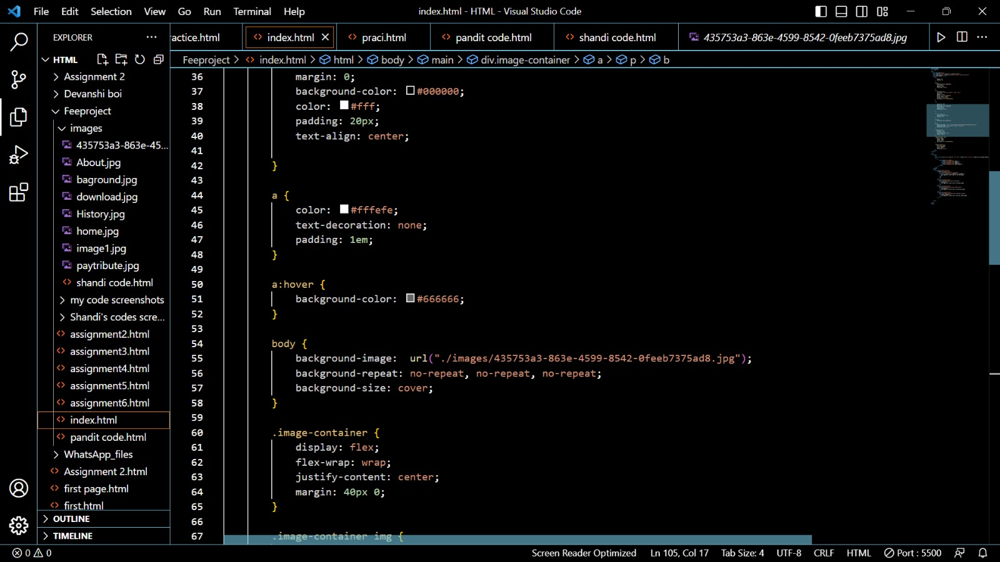 File Edit Selection View Go Run Terminal Help index.html - HTML - Visual Studio Code
EXPLORER
actice.html index.html praci.html pandit code.html shandi code.html 435753a3-863e-4599-8542-0feeb7375ad8.jpg
Feeproject > index.html > html > body > main > div.image-container > a > p > b
HTML
Assignment 2
Devanshi boi
Feeproject
images
435753a3-863e-45...
About.jpg
baground.jpg
download.jpg
History.jpg
home.jpg
image1.jpg
paytribute.jpg
shandi code.html
my code screenshots
Shandi's codes scre...
assignment2.html
assignment3.html
assignment4.html
assignment5.html
assignment6.html
index.html
pandit code.html
WhatsApp_files
Assignment 2.html
first page.html
first.html
OUTLINE
TIMELINE
36 margin: 0;
37 background-color: #000000;
38 color: #fff;
39 padding: 20px;
40 text-align: center;
41
42 }
43
44 a {
45 color: #fffefe;
46 text-decoration: none;
47 padding: 1em;
48 }
49
50 a:hover {
51 background-color: #666666;
52 }
53
54 body {
55 background-image:  url("./images/435753a3-863e-4599-8542-0feeb7375ad8.jpg");
56 background-repeat: no-repeat, no-repeat, no-repeat;
57 background-size: cover;
58 }
59
60 .image-container {
61 display: flex;
62 flex-wrap: wrap;
63 justify-content: center;
64 margin: 40px 0;
65 }
66
67 .image-container img {
0 0 Screen Reader Optimized Ln 105, Col 17 Tab Size: 4 UTF-8 CRLF HTML Port : 5500